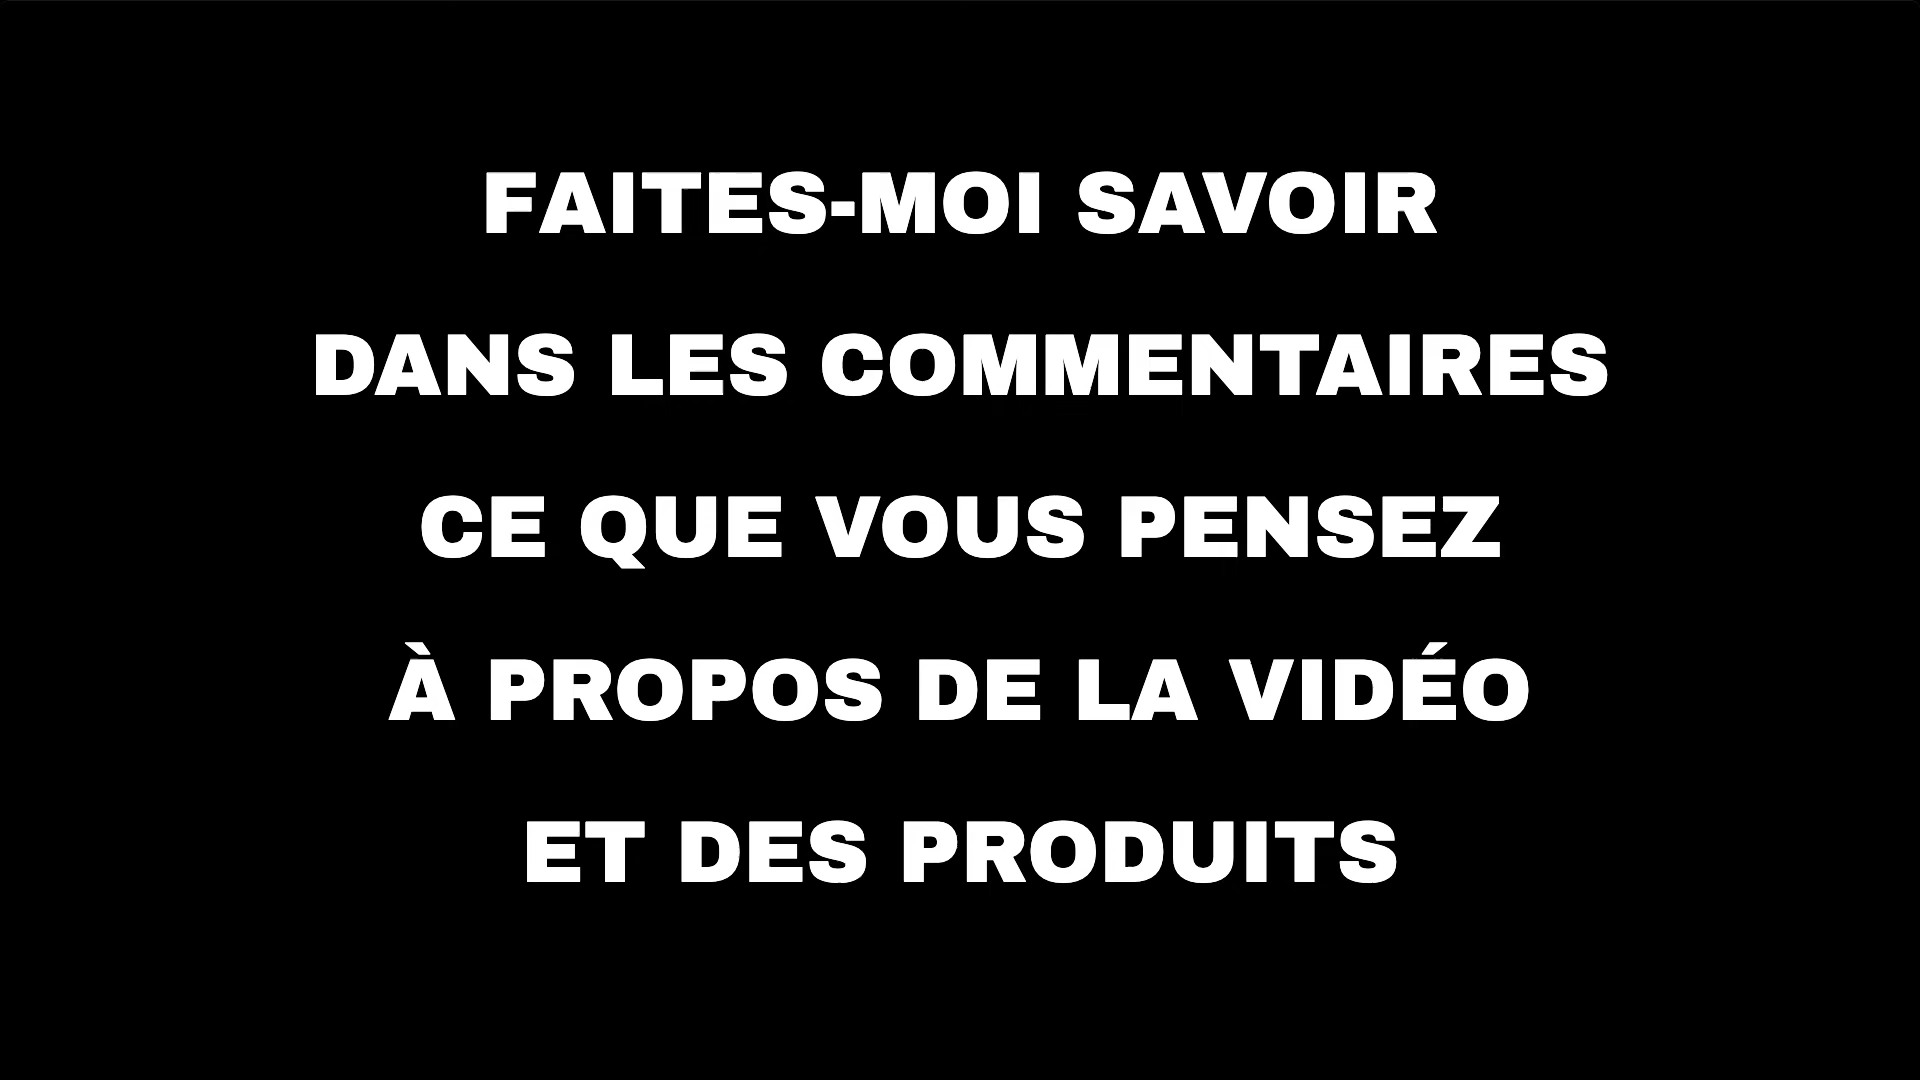 FAITES-MOI SAVOIR
DANS LES COMMENTAIRES
CE QUE VOUS PENSEZ
À PROPOS DE LA VIDÉO
ET DES PRODUITS